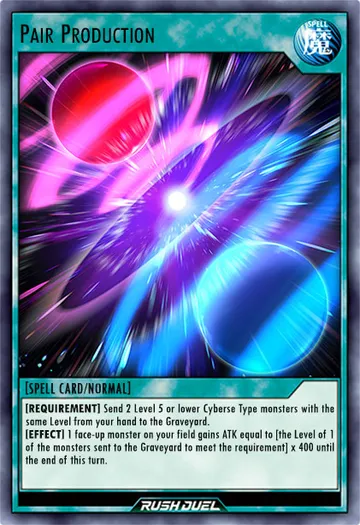 Pair Production
SPELL
魔
[SPELL CARD/NORMAL]
[REQUIREMENT] Send 2 Level 5 or lower Cyberse Type monsters with the
same Level from your hand to the Graveyard.
[EFFECT] 1 face-up monster on your field gains ATK equal to [the Level of 1
of the monsters sent to the Graveyard to meet the requirement] x 400 until
the end of this turn.
RUSH DUEL